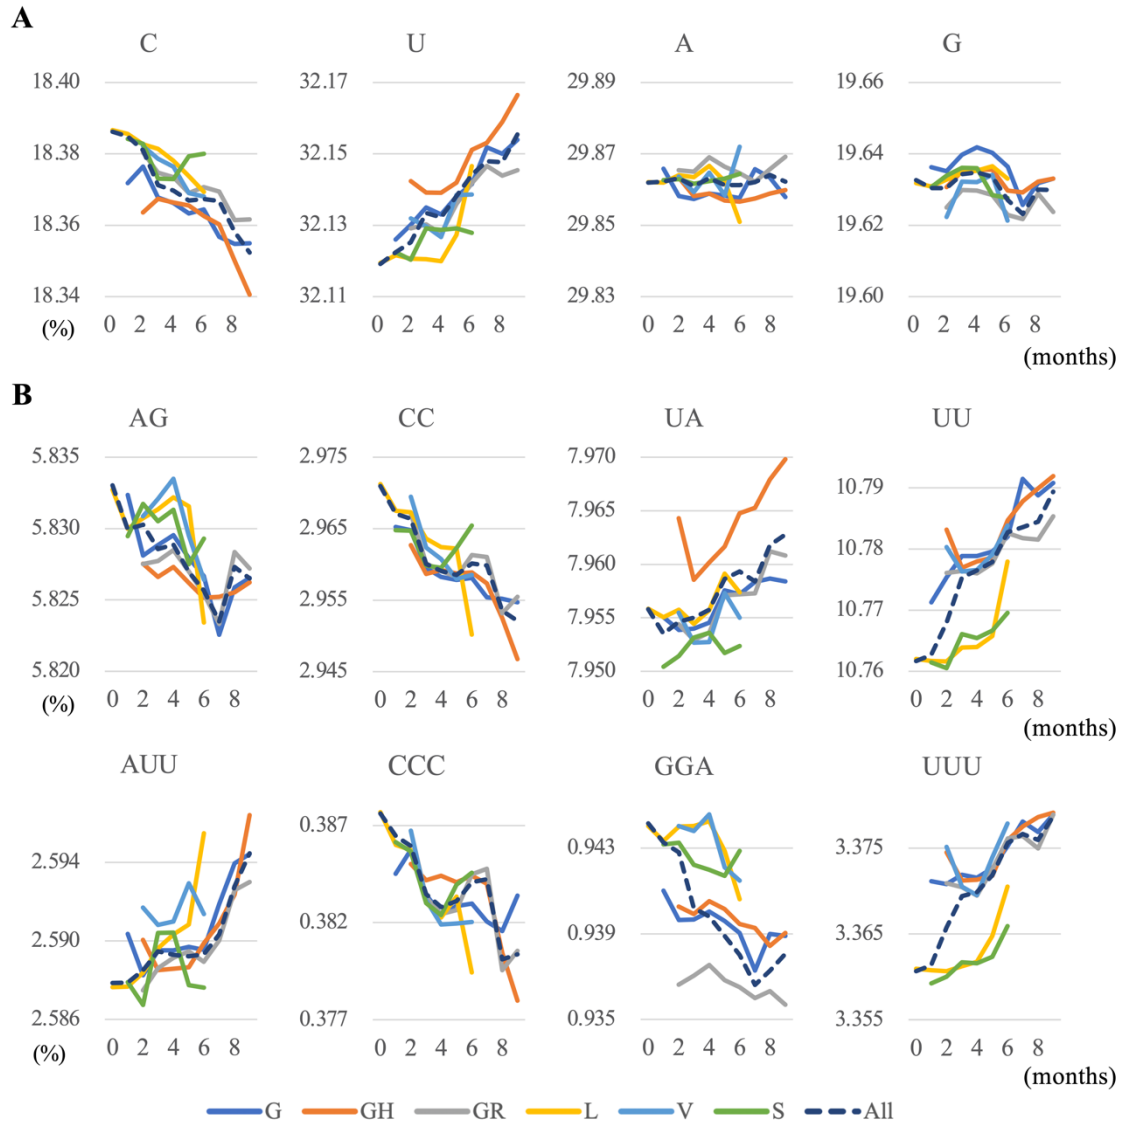 A
C U A G
18.40 32.17 29.89 19.66
18.38 32.15 29.87 19.64
18.36 32.13 29.85 19.62
18.34 32.11 29.83 19.60
(%) 0 2 4 6 8 0 2 4 6 8 0 2 4 6 8 0 2 4 6 8
(months)
B
AG CC UA UU
5.835 2.975 7.970 10.79
5.830 2.965 7.965 10.78
5.825 2.955 7.960 10.77
5.820 2.945 7.955 10.76
7.950
(%) 0 2 4 6 8 0 2 4 6 8 0 2 4 6 8 0 2 4 6 8
(months)
AUU CCC GGA UUU
2.594 0.387 0.943 3.375
2.590 0.382 0.939 3.365
2.586 0.377 0.935 3.355
(%) 0 2 4 6 8 0 2 4 6 8 0 2 4 6 8 0 2 4 6 8
(months)
G GH GR L V S All